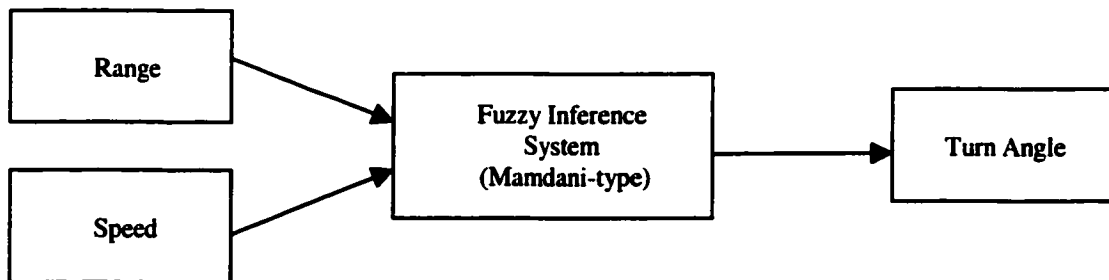 Range
Fuzzy Inference
System
(Mamdani-type)
Turn Angle
Speed